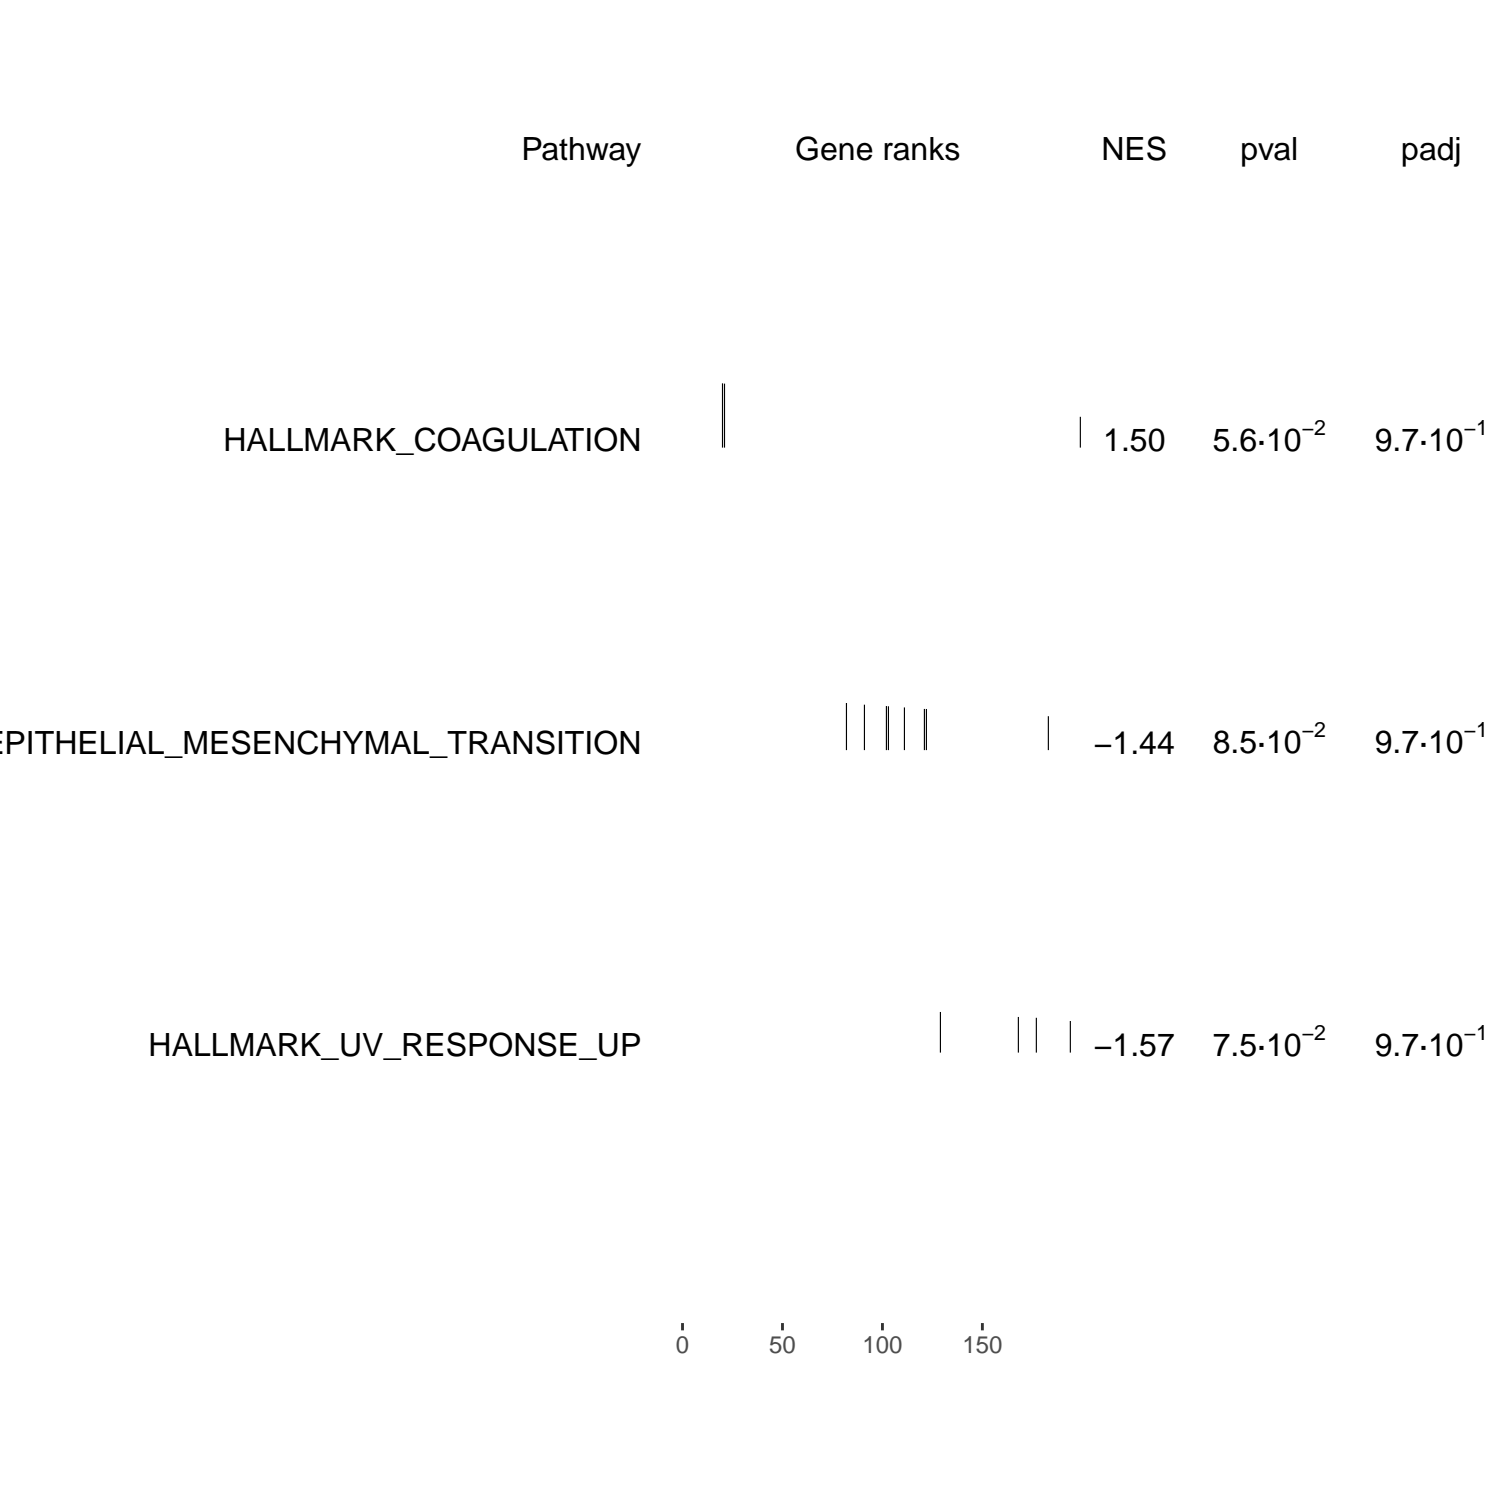 Pathway Gene ranks NES pval padj
HALLMARK_COAGULATION 1.50 5.6·10⁻² 9.7·10⁻¹
EPITHELIAL_MESENCHYMAL_TRANSITION −1.44 8.5·10⁻² 9.7·10⁻¹
HALLMARK_UV_RESPONSE_UP −1.57 7.5·10⁻² 9.7·10⁻¹
0 50 100 150